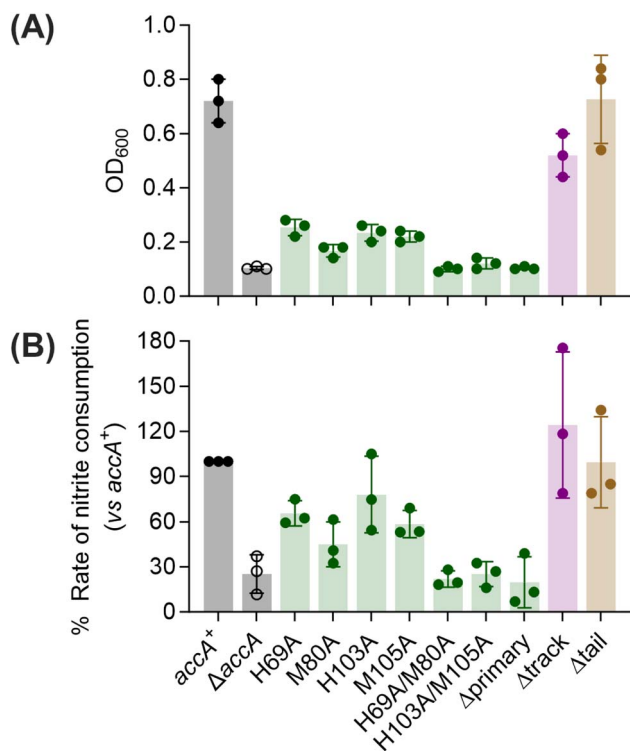 (A)
OD600
1.0
0.8
0.6
0.4
0.2
0.0
(B)
% Rate of nitrite consumption
(vs accA+)
180
150
120
90
60
30
0
accA+
ΔaccA
H69A
M80A
H103A
M105A
H69A/M80A
H103A/M105A
Δprimary
Δtrack
Δtail